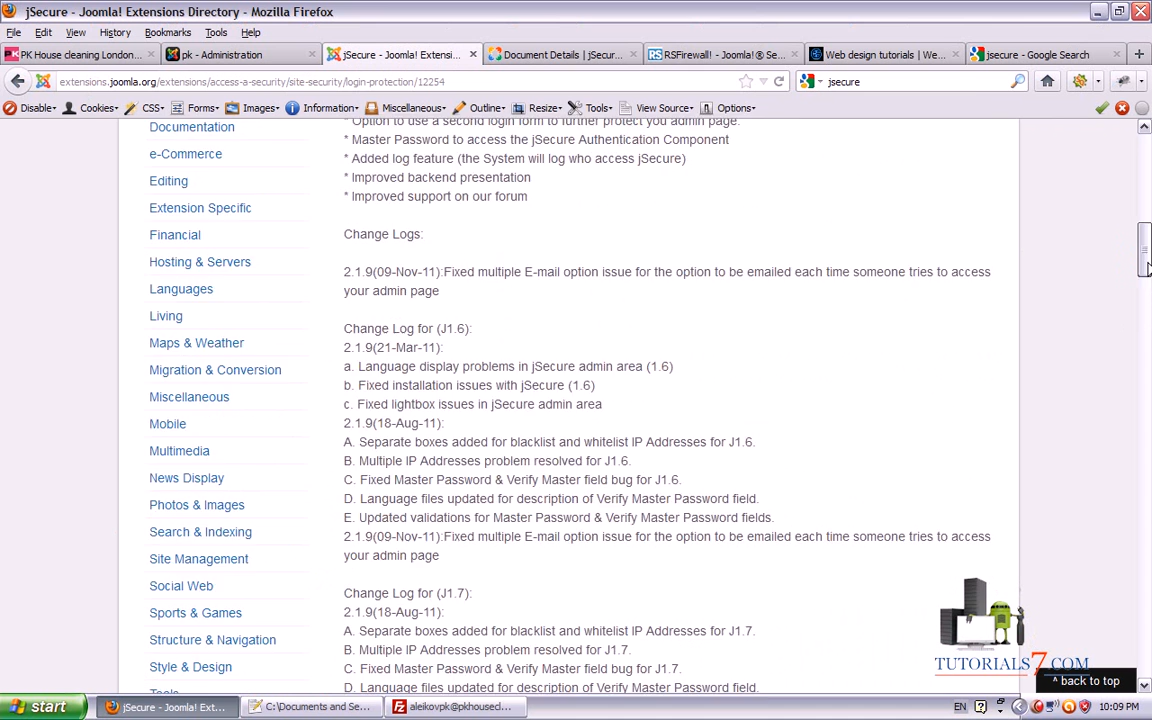 jSecure - Joomla! Extensions Directory - Mozilla Firefox
File Edit View History Bookmarks Tools Help
PK House cleaning London...
pk - Administration
jSecure - Joomla! Extensi...
Document Details | jSecur...
RSFirewall! - Joomla!® Se...
Web design tutorials | We...
jsecure - Google Search
extensions.joomla.org/extensions/access-a-security/site-security/login-protection/12254
jsecure
Disable Cookies CSS Forms Images Information Miscellaneous Outline Resize Tools View Source Options
Documentation
e-Commerce
Editing
Extension Specific
Financial
Hosting & Servers
Languages
Living
Maps & Weather
Migration & Conversion
Miscellaneous
Mobile
Multimedia
News Display
Photos & Images
Search & Indexing
Site Management
Social Web
Sports & Games
Structure & Navigation
Style & Design
Tools
* Option to use a second login form to further protect you admin page.
* Master Password to access the jSecure Authentication Component
* Added log feature (the System will log who access jSecure)
* Improved backend presentation
* Improved support on our forum
Change Logs:
2.1.9(09-Nov-11):Fixed multiple E-mail option issue for the option to be emailed each time someone tries to access
your admin page
Change Log for (J1.6):
2.1.9(21-Mar-11):
a. Language display problems in jSecure admin area (1.6)
b. Fixed installation issues with jSecure (1.6)
c. Fixed lightbox issues in jSecure admin area
2.1.9(18-Aug-11):
A. Separate boxes added for blacklist and whitelist IP Addresses for J1.6.
B. Multiple IP Addresses problem resolved for J1.6.
C. Fixed Master Password & Verify Master field bug for J1.6.
D. Language files updated for description of Verify Master Password field.
E. Updated validations for Master Password & Verify Master Password fields.
2.1.9(09-Nov-11):Fixed multiple E-mail option issue for the option to be emailed each time someone tries to access
your admin page
Change Log for (J1.7):
2.1.9(18-Aug-11):
A. Separate boxes added for blacklist and whitelist IP Addresses for J1.7.
B. Multiple IP Addresses problem resolved for J1.7.
C. Fixed Master Password & Verify Master field bug for J1.7.
D. Language files updated for description of Verify Master Password field.
TUTORIALS7.COM
^ back to top
start
jSecure - Joomla! Ext...
C:\Documents and Se...
aleikovpk@pkhousecl...
EN
10:09 PM